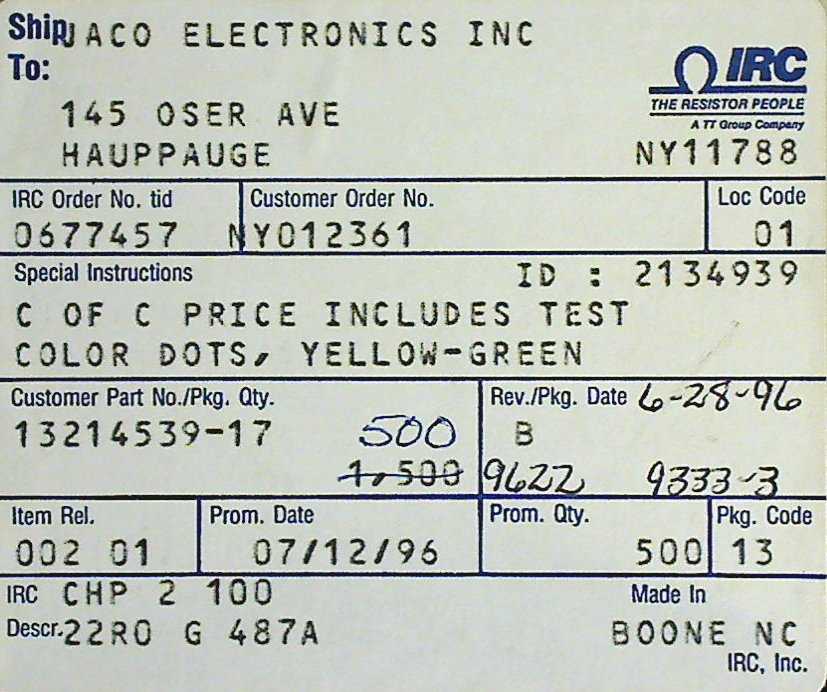 Ship JACO ELECTRONICS INC
To:
IRC
THE RESISTOR PEOPLE
A TT Group Company
145 OSER AVE
HAUPPAUGE NY11788
IRC Order No. tid Customer Order No. Loc Code
0677457 NY012361 01
Special Instructions ID : 2134939
C OF C PRICE INCLUDES TEST
COLOR DOTS, YELLOW-GREEN
Customer Part No./Pkg. Qty. Rev./Pkg. Date 6-28-96
13214539-17 500 B
1,500 9622 9333-3
Item Rel. Prom. Date Prom. Qty. Pkg. Code
002 01 07/12/96 500 13
IRC CHP 2 100 Made In
Descr. 22R0 G 487A BOONE NC
IRC, Inc.